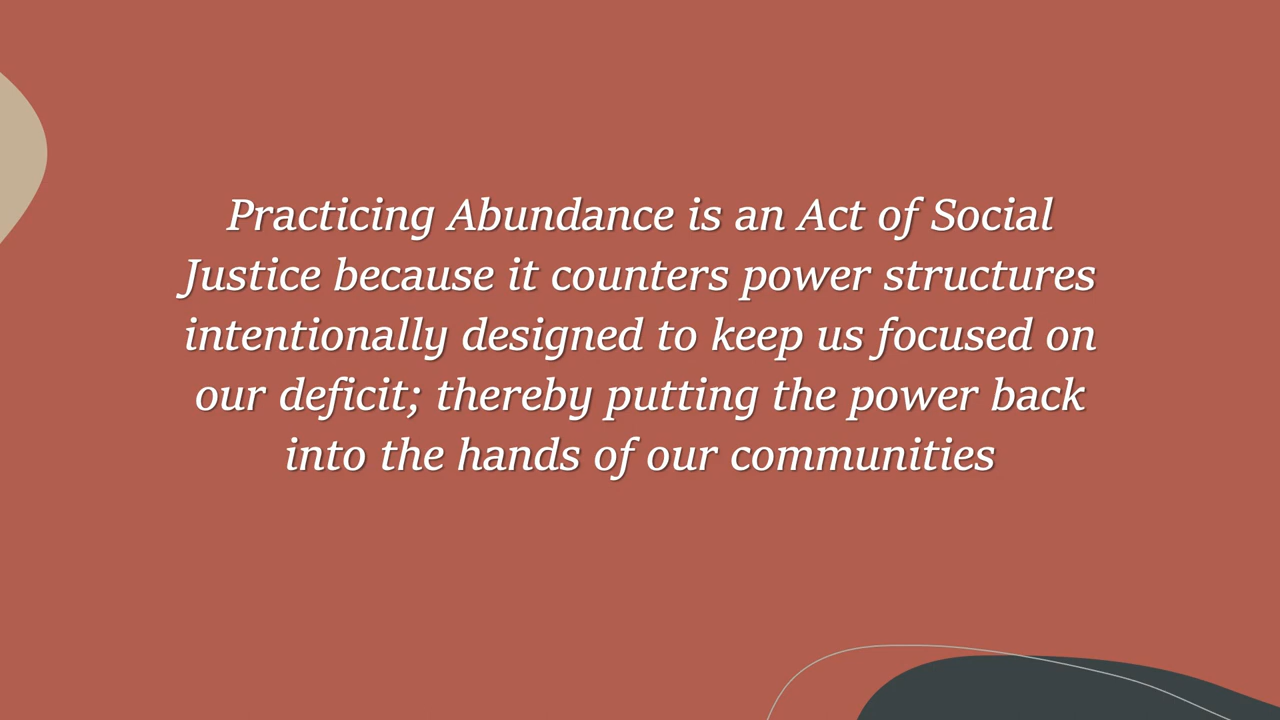 Practicing Abundance is an Act of Social
Justice because it counters power structures
intentionally designed to keep us focused on
our deficit; thereby putting the power back
into the hands of our communities